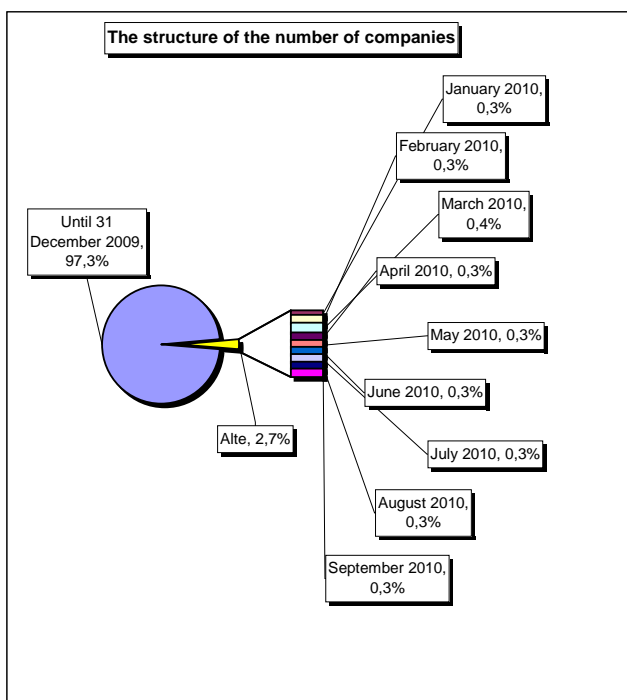 The structure of the number of companies
January 2010,
0,3%
February 2010,
0,3%
March 2010,
0,4%
Until 31
December 2009,
97,3%
April 2010, 0,3%
May 2010, 0,3%
June 2010, 0,3%
Alte, 2,7%
July 2010, 0,3%
August 2010,
0,3%
September 2010,
0,3%